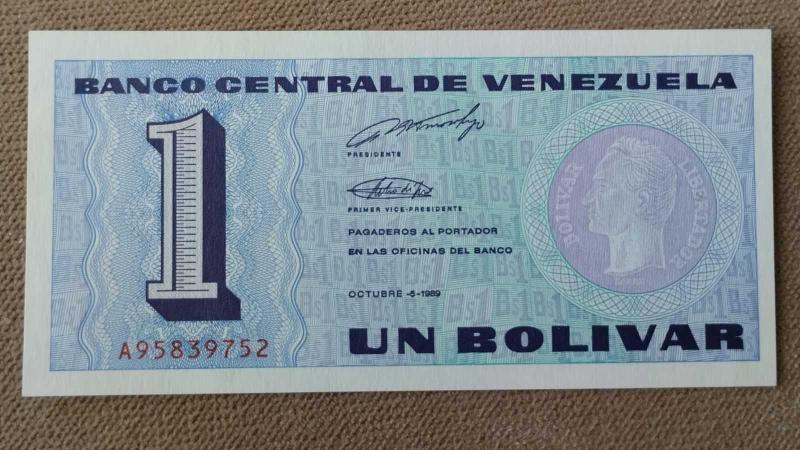 BANCO CENTRAL DE VENEZUELA
1
PRESIDENTE
PRIMER VICE-PRESIDENTE
PAGADEROS AL PORTADOR
EN LAS OFICINAS DEL BANCO
OCTUBRE -5-1989
BOLIVAR LIBERTADOR
A95839752
UN BOLIVAR
Bs1